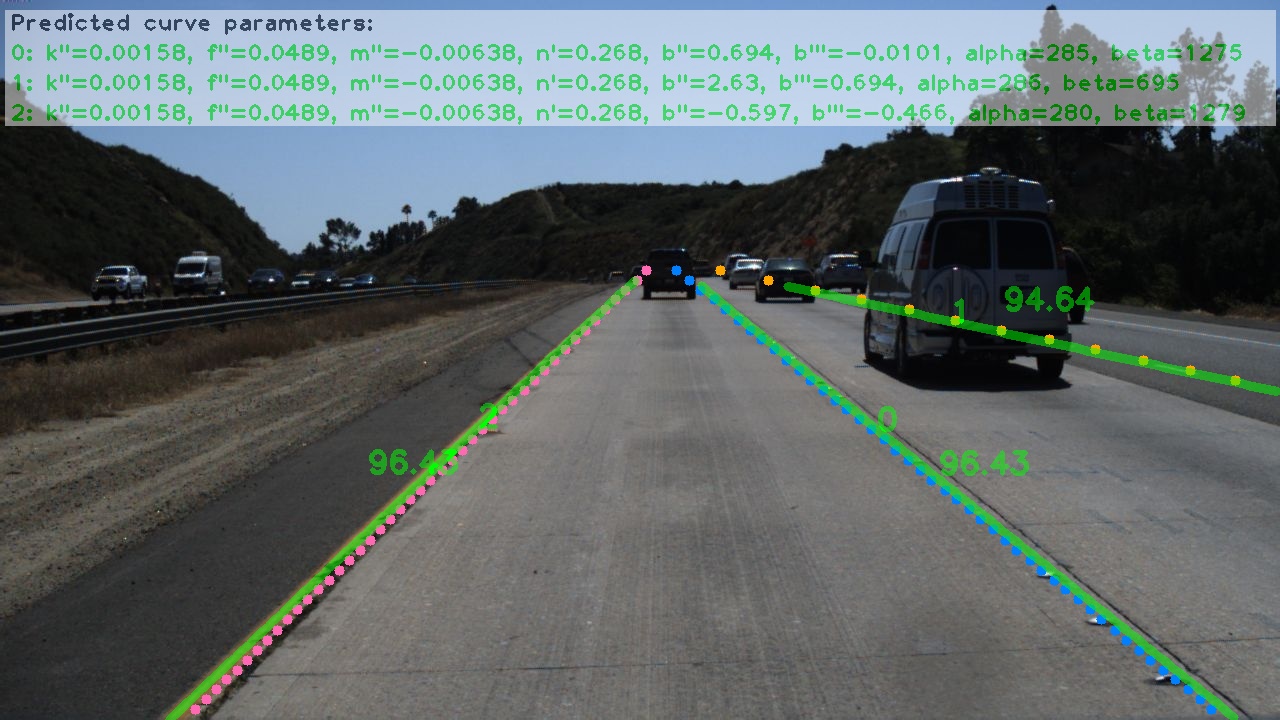 Predicted curve parameters:
0: k''=0.00158, f''=0.0489, m''=-0.00638, n'=0.268, b''=0.694, b'''=-0.0101, alpha=285, beta=1275
1: k''=0.00158, f''=0.0489, m''=-0.00638, n'=0.268, b''=2.63, b'''=0.694, alpha=286, beta=695
2: k''=0.00158, f''=0.0489, m''=-0.00638, n'=0.268, b''=-0.597, b'''=-0.466, alpha=280, beta=1279
1 94.64
2
0
96.43
96.43